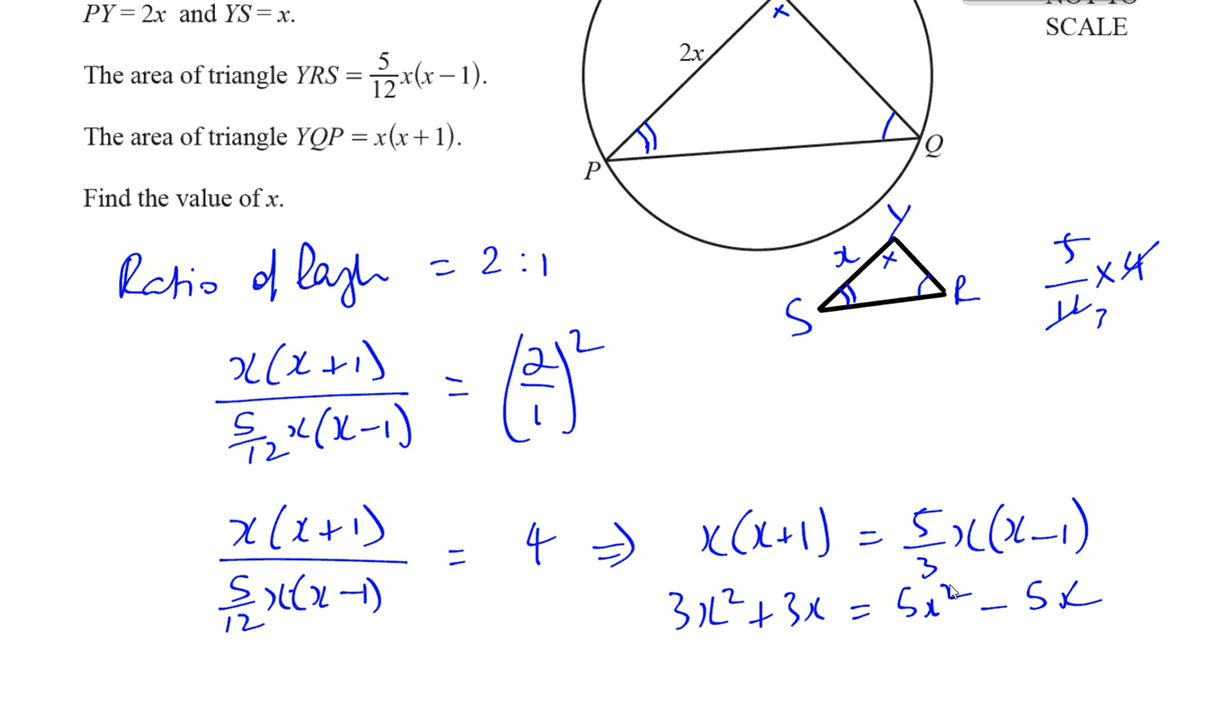 PY = 2x and YS = x.
SCALE
x
2x
The area of triangle YRS = 5/12 x(x − 1).
The area of triangle YQP = x(x + 1).
P
Q
Find the value of x.
Ratio of = 2 : 1
Y
x
x
S
R
5/12 3 × 4
x(x+1) / 5/12 x(x−1) = (2/1)²
x(x+1) / 5/12 x(x−1) = 4 ⇒ x(x+1) = 5/3 x(x−1)
3x² + 3x = 5x² − 5x